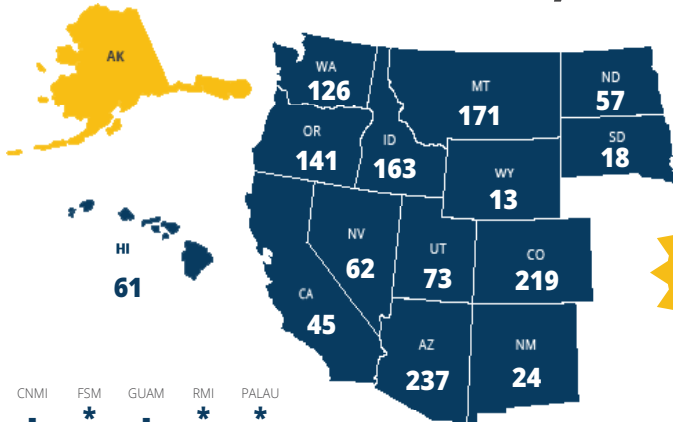 AK
WA
126
MT
171
ND
57
OR
141
ID
163
SD
18
WY
13
HI
61
NV
62
UT
73
CO
219
CA
45
AZ
237
NM
24
CNMI FSM GUAM RMI PALAU
- * - * *